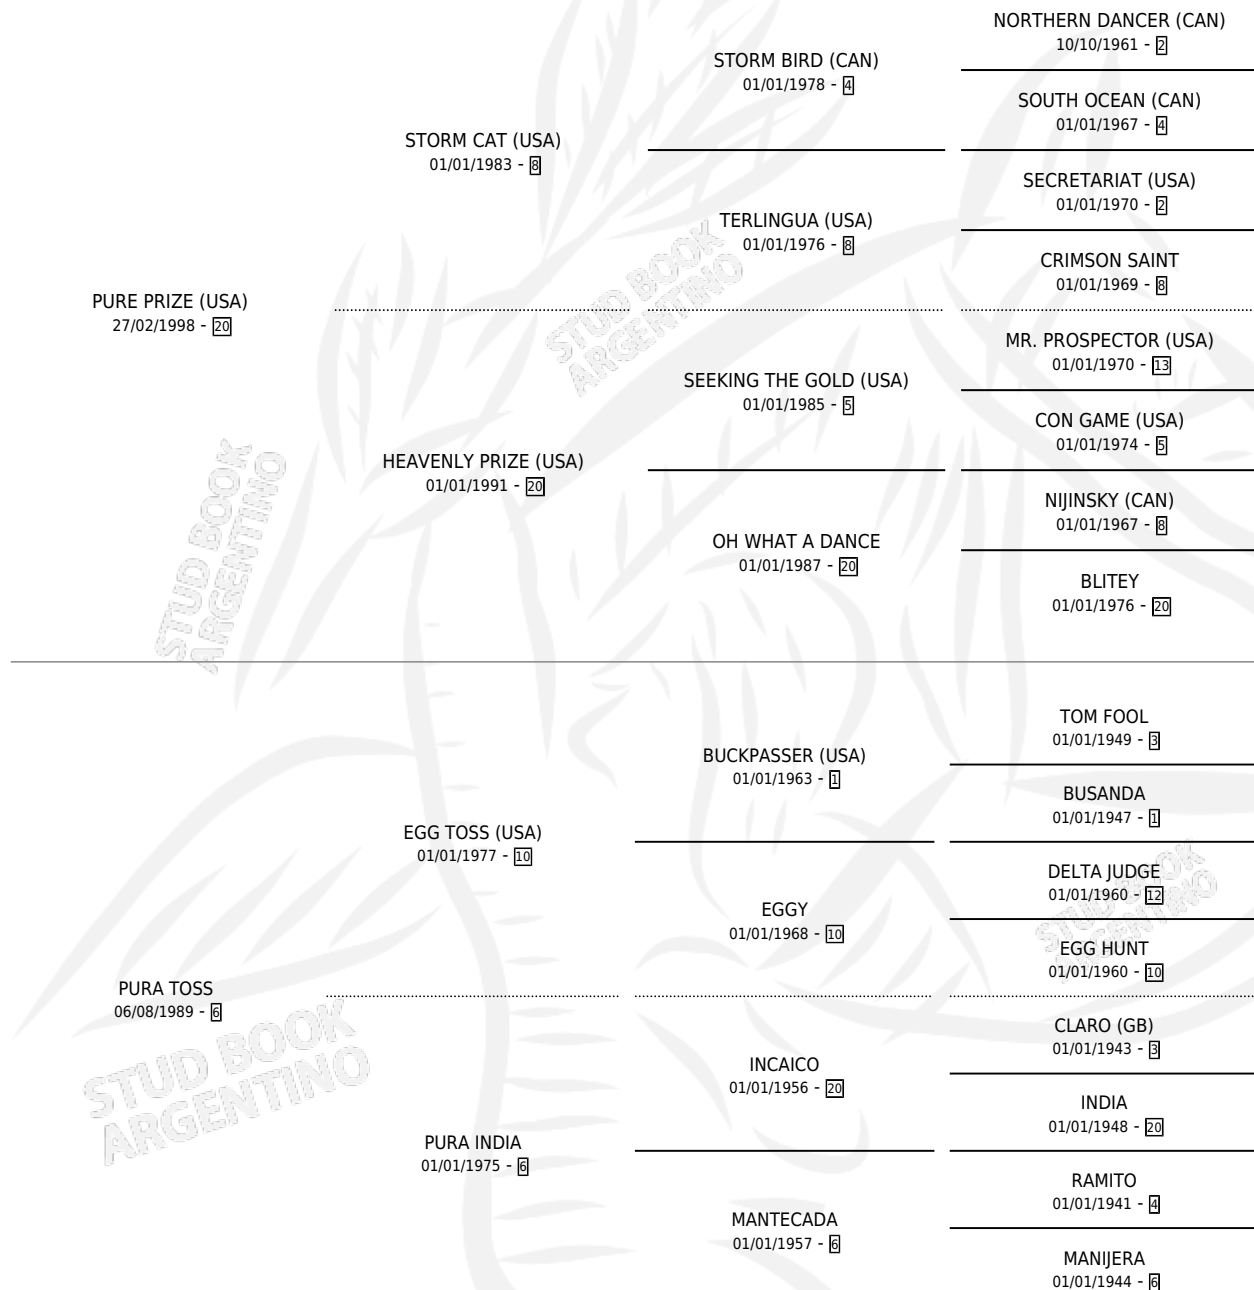 NORTHERN DANCER (CAN)
10/10/1961 - 2
STORM BIRD (CAN)
01/01/1978 - 4
SOUTH OCEAN (CAN)
01/01/1967 - 4
STORM CAT (USA)
01/01/1983 - 8
SECRETARIAT (USA)
01/01/1970 - 2
TERLINGUA (USA)
01/01/1976 - 8
CRIMSON SAINT
01/01/1969 - 8
PURE PRIZE (USA)
27/02/1998 - 20
STUD BOOK
ARGENTINO
MR. PROSPECTOR (USA)
01/01/1970 - 13
SEEKING THE GOLD (USA)
01/01/1985 - 5
CON GAME (USA)
01/01/1974 - 5
HEAVENLY PRIZE (USA)
01/01/1991 - 20
NIJINSKY (CAN)
01/01/1967 - 8
OH WHAT A DANCE
01/01/1987 - 20
BLITEY
01/01/1976 - 20
STUD BOOK
ARGENTINO
TOM FOOL
01/01/1949 - 3
BUCKPASSER (USA)
01/01/1963 - 1
BUSANDA
01/01/1947 - 1
EGG TOSS (USA)
01/01/1977 - 10
DELTA JUDGE
01/01/1960 - 12
EGGY
01/01/1968 - 10
EGG HUNT
01/01/1960 - 10
STUD BOOK
ARGENTINO
PURA TOSS
06/08/1989 - 6
CLARO (GB)
01/01/1943 - 3
INCAICO
01/01/1956 - 20
INDIA
01/01/1948 - 20
STUD BOOK
ARGENTINO
PURA INDIA
01/01/1975 - 6
RAMITO
01/01/1941 - 4
MANTECADA
01/01/1957 - 6
MANIJERA
01/01/1944 - 6